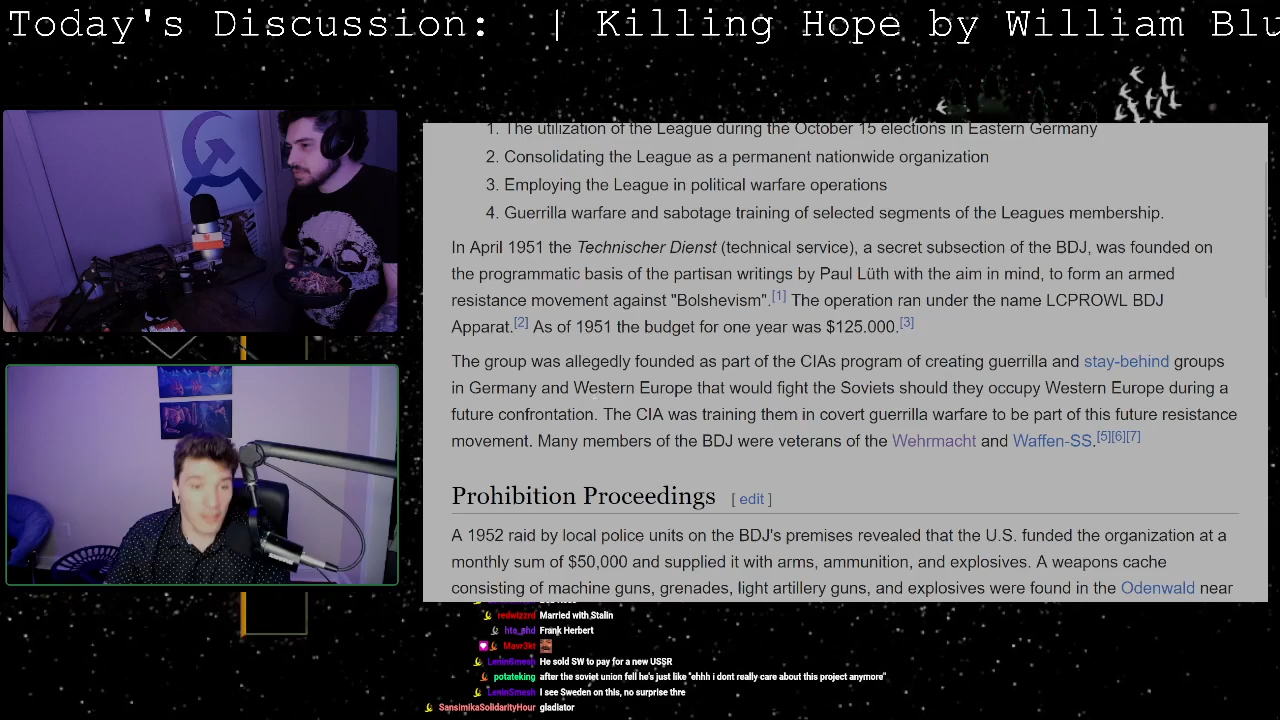 Today's Discussion: | Killing Hope by William Blu
1. The utilization of the League during the October 15 elections in Eastern Germany
2. Consolidating the League as a permanent nationwide organization
3. Employing the League in political warfare operations
4. Guerrilla warfare and sabotage training of selected segments of the Leagues membership.
In April 1951 the Technischer Dienst (technical service), a secret subsection of the BDJ, was founded on
the programmatic basis of the partisan writings by Paul Lüth with the aim in mind, to form an armed
resistance movement against "Bolshevism".[1] The operation ran under the name LCPROWL BDJ
Apparat.[2] As of 1951 the budget for one year was $125.000.[3]
The group was allegedly founded as part of the CIAs program of creating guerrilla and stay-behind groups
in Germany and Western Europe that would fight the Soviets should they occupy Western Europe during a
future confrontation. The CIA was training them in covert guerrilla warfare to be part of this future resistance
movement. Many members of the BDJ were veterans of the Wehrmacht and Waffen-SS.[5][6][7]
Prohibition Proceedings [ edit ]
A 1952 raid by local police units on the BDJ's premises revealed that the U.S. funded the organization at a
monthly sum of $50,000 and supplied it with arms, ammunition, and explosives. A weapons cache
consisting of machine guns, grenades, light artillery guns, and explosives were found in the Odenwald near
redwizzrd Married with Stalin
hto_phd Frank Herbert
Mavr3kt
LeninSmesh He sold SW to pay for a new USSR
potateking after the soviet union fell he's just like "ehhh i dont really care about this project anymore"
LeninSmesh I see Sweden on this, no surprise thre
SansimikaSolidarityHour gladiator